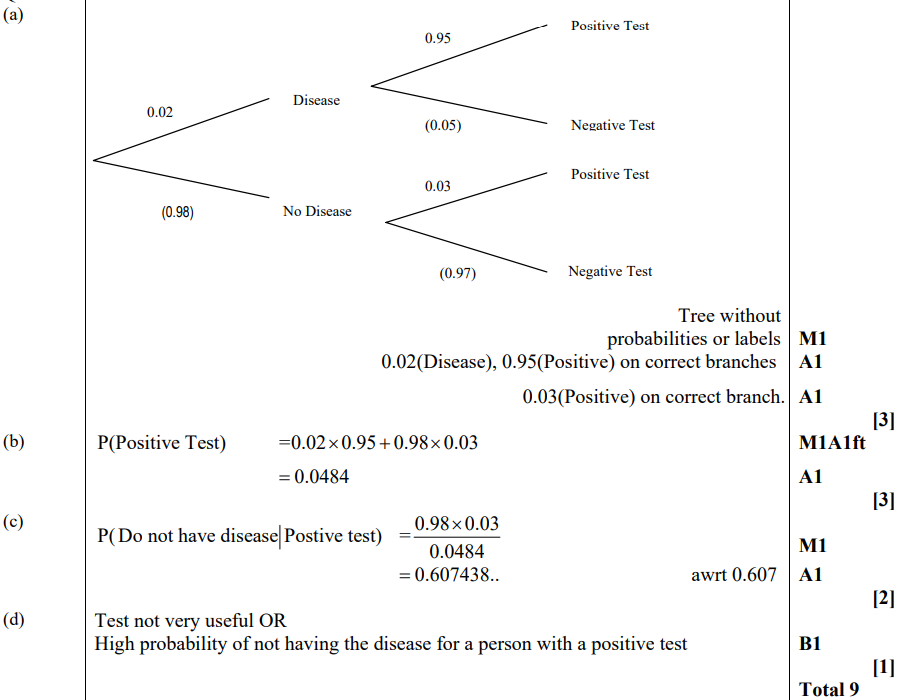 (a)
Positive Test
0.95
0.02
Disease
(0.05)
Negative Test
Positive Test
0.03
(0.98)
No Disease
(0.97)
Negative Test
Tree without
probabilities or labels M1
0.02(Disease), 0.95(Positive) on correct branches A1
0.03(Positive) on correct branch. A1
[3]
(b) P(Positive Test) =0.02×0.95+0.98×0.03 M1A1ft
= 0.0484 A1
[3]
(c) P( Do not have disease|Postive test) = 0.98×0.03 / 0.0484 M1
= 0.607438.. awrt 0.607 A1
[2]
(d) Test not very useful OR
High probability of not having the disease for a person with a positive test B1
[1]
Total 9